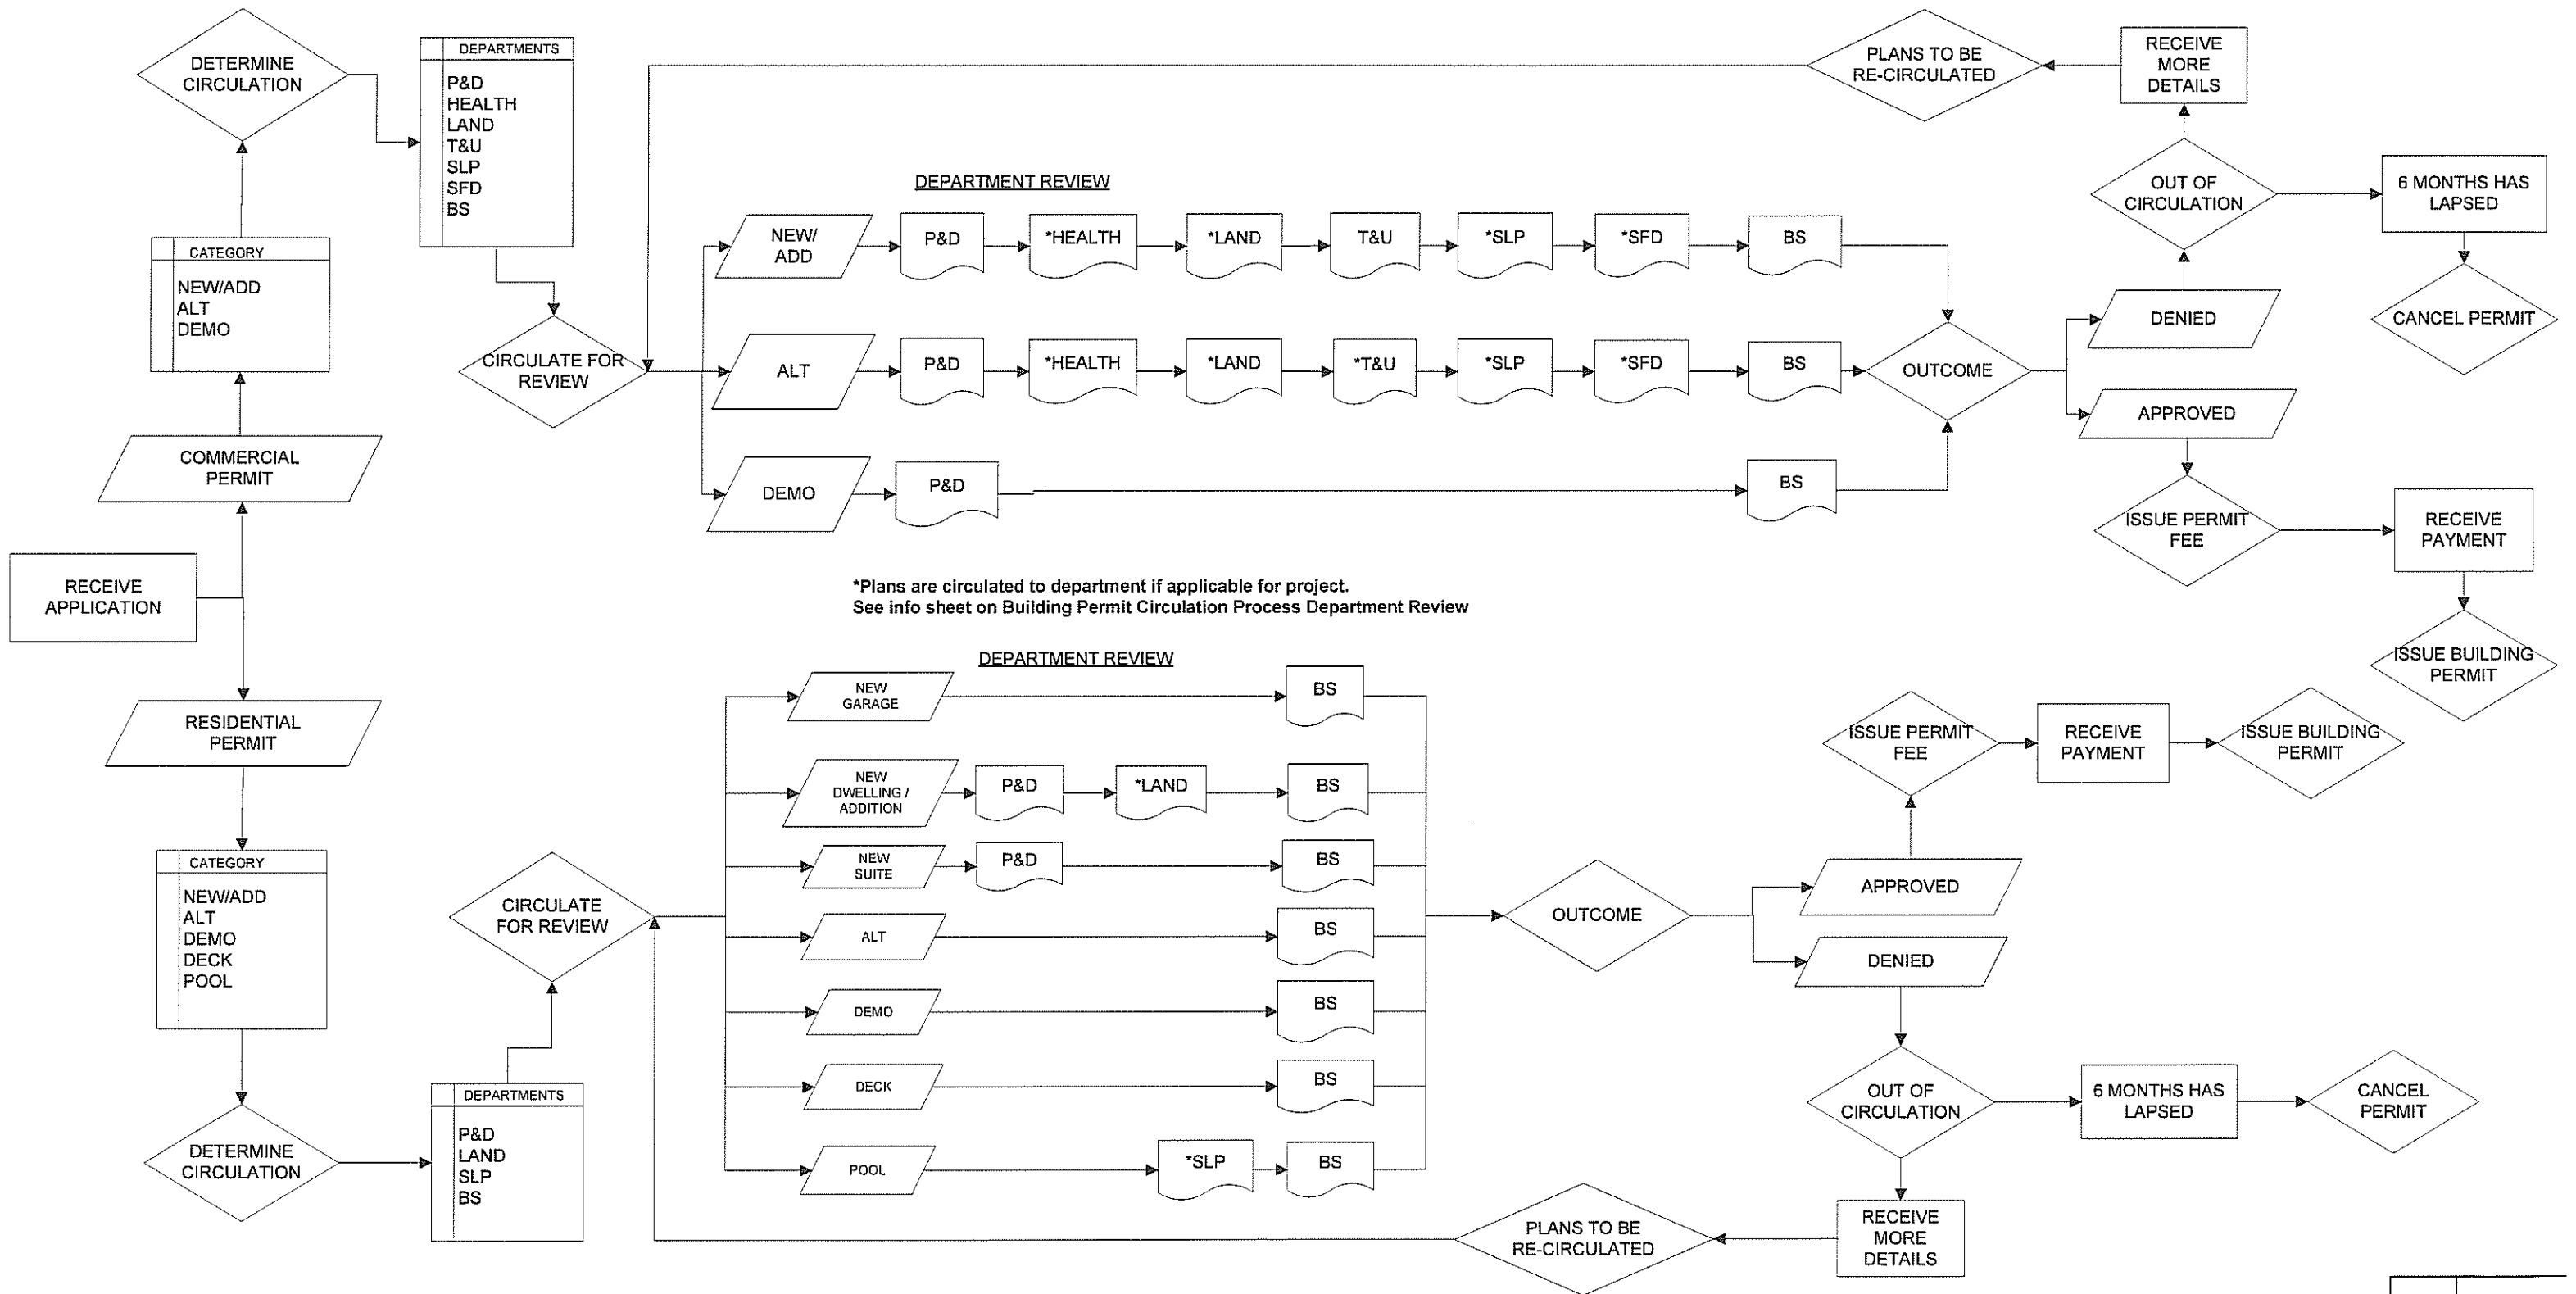 DETERMINE
CIRCULATION
DEPARTMENTS
P&D
HEALTH
LAND
T&U
SLP
SFD
BS
CATEGORY
NEW/ADD
ALT
DEMO
COMMERCIAL
PERMIT
RECEIVE
APPLICATION
CIRCULATE FOR
REVIEW
DEPARTMENT REVIEW
NEW/
ADD
P&D
*HEALTH
*LAND
T&U
*SLP
*SFD
BS
ALT
P&D
*HEALTH
*LAND
*T&U
*SLP
*SFD
BS
DEMO
P&D
BS
OUTCOME
PLANS TO BE
RE-CIRCULATED
RECEIVE
MORE
DETAILS
OUT OF
CIRCULATION
6 MONTHS HAS
LAPSED
CANCEL PERMIT
DENIED
APPROVED
ISSUE PERMIT
FEE
RECEIVE
PAYMENT
ISSUE BUILDING
PERMIT
*Plans are circulated to department if applicable for project.
See info sheet on Building Permit Circulation Process Department Review
RESIDENTIAL
PERMIT
CATEGORY
NEW/ADD
ALT
DEMO
DECK
POOL
DETERMINE
CIRCULATION
DEPARTMENTS
P&D
LAND
SLP
BS
CIRCULATE
FOR REVIEW
DEPARTMENT REVIEW
NEW
GARAGE
BS
NEW
DWELLING /
ADDITION
P&D
*LAND
BS
NEW
SUITE
P&D
BS
ALT
BS
DEMO
BS
DECK
BS
POOL
*SLP
BS
OUTCOME
ISSUE PERMIT
FEE
RECEIVE
PAYMENT
ISSUE BUILDING
PERMIT
APPROVED
DENIED
OUT OF
CIRCULATION
6 MONTHS HAS
LAPSED
CANCEL
PERMIT
RECEIVE
MORE
DETAILS
PLANS TO BE
RE-CIRCULATED